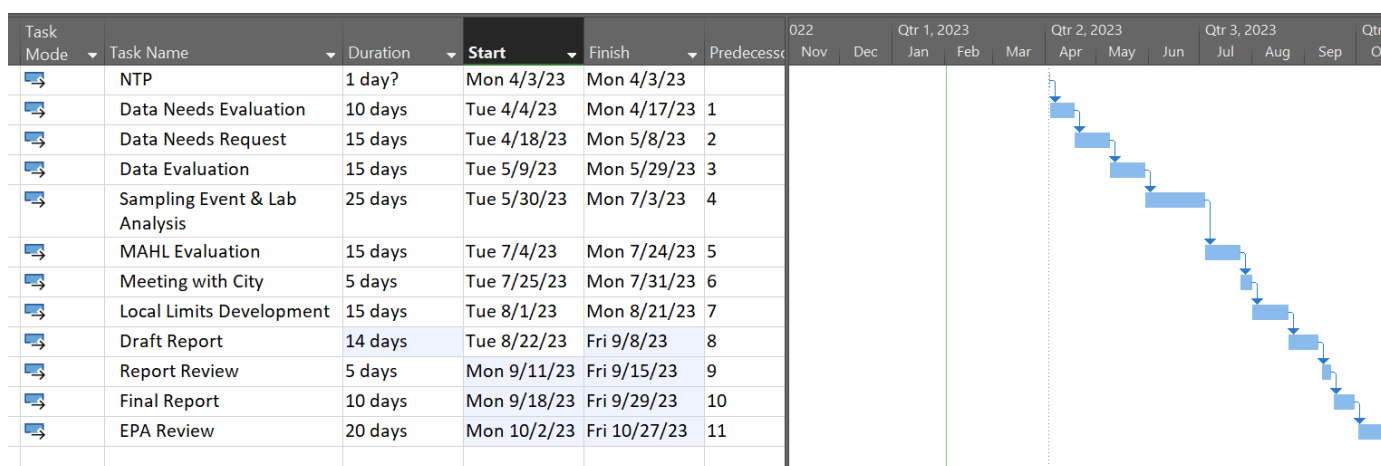 Task Mode Task Name Duration Start Finish Predecesso
022 Qtr 1, 2023 Qtr 2, 2023 Qtr 3, 2023 Qtr
Nov Dec Jan Feb Mar Apr May Jun Jul Aug Sep O
NTP 1 day? Mon 4/3/23 Mon 4/3/23
Data Needs Evaluation 10 days Tue 4/4/23 Mon 4/17/23 1
Data Needs Request 15 days Tue 4/18/23 Mon 5/8/23 2
Data Evaluation 15 days Tue 5/9/23 Mon 5/29/23 3
Sampling Event & Lab 25 days Tue 5/30/23 Mon 7/3/23 4
Analysis
MAHL Evaluation 15 days Tue 7/4/23 Mon 7/24/23 5
Meeting with City 5 days Tue 7/25/23 Mon 7/31/23 6
Local Limits Development 15 days Tue 8/1/23 Mon 8/21/23 7
Draft Report 14 days Tue 8/22/23 Fri 9/8/23 8
Report Review 5 days Mon 9/11/23 Fri 9/15/23 9
Final Report 10 days Mon 9/18/23 Fri 9/29/23 10
EPA Review 20 days Mon 10/2/23 Fri 10/27/23 11